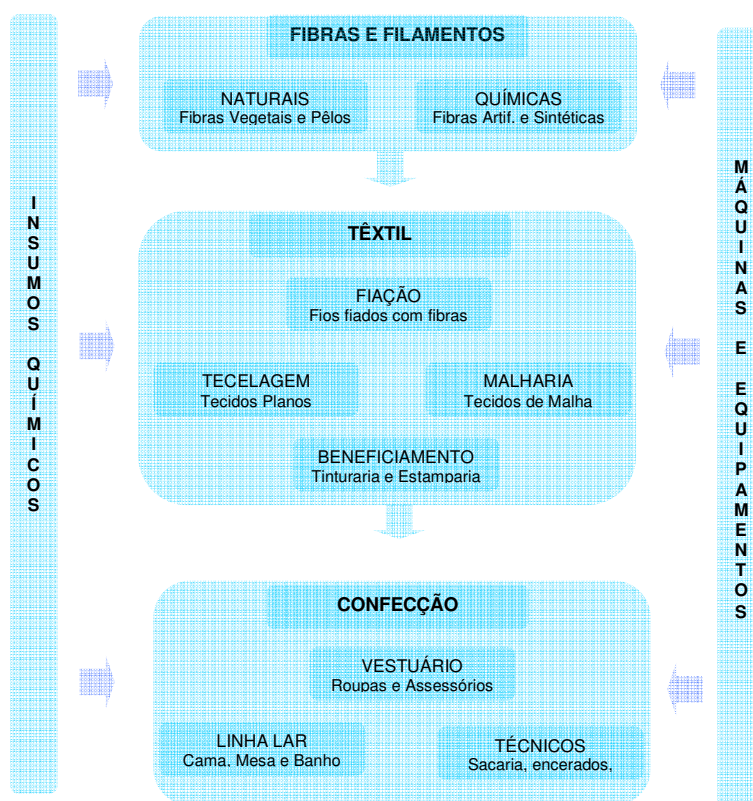 FIBRAS E FILAMENTOS
NATURAIS
Fibras Vegetais e Pêlos
QUÍMICAS
Fibras Artif. e Sintéticas
INSUMOS QUÍMICOS
MÁQUINAS E EQUIPAMENTOS
TÊXTIL
FIAÇÃO
Fios fiados com fibras
TECELAGEM
Tecidos Planos
MALHARIA
Tecidos de Malha
BENEFICIAMENTO
Tinturaria e Estamparia
CONFECÇÃO
VESTUÁRIO
Roupas e Assessórios
LINHA LAR
Cama, Mesa e Banho
TÉCNICOS
Sacaria, encerados,